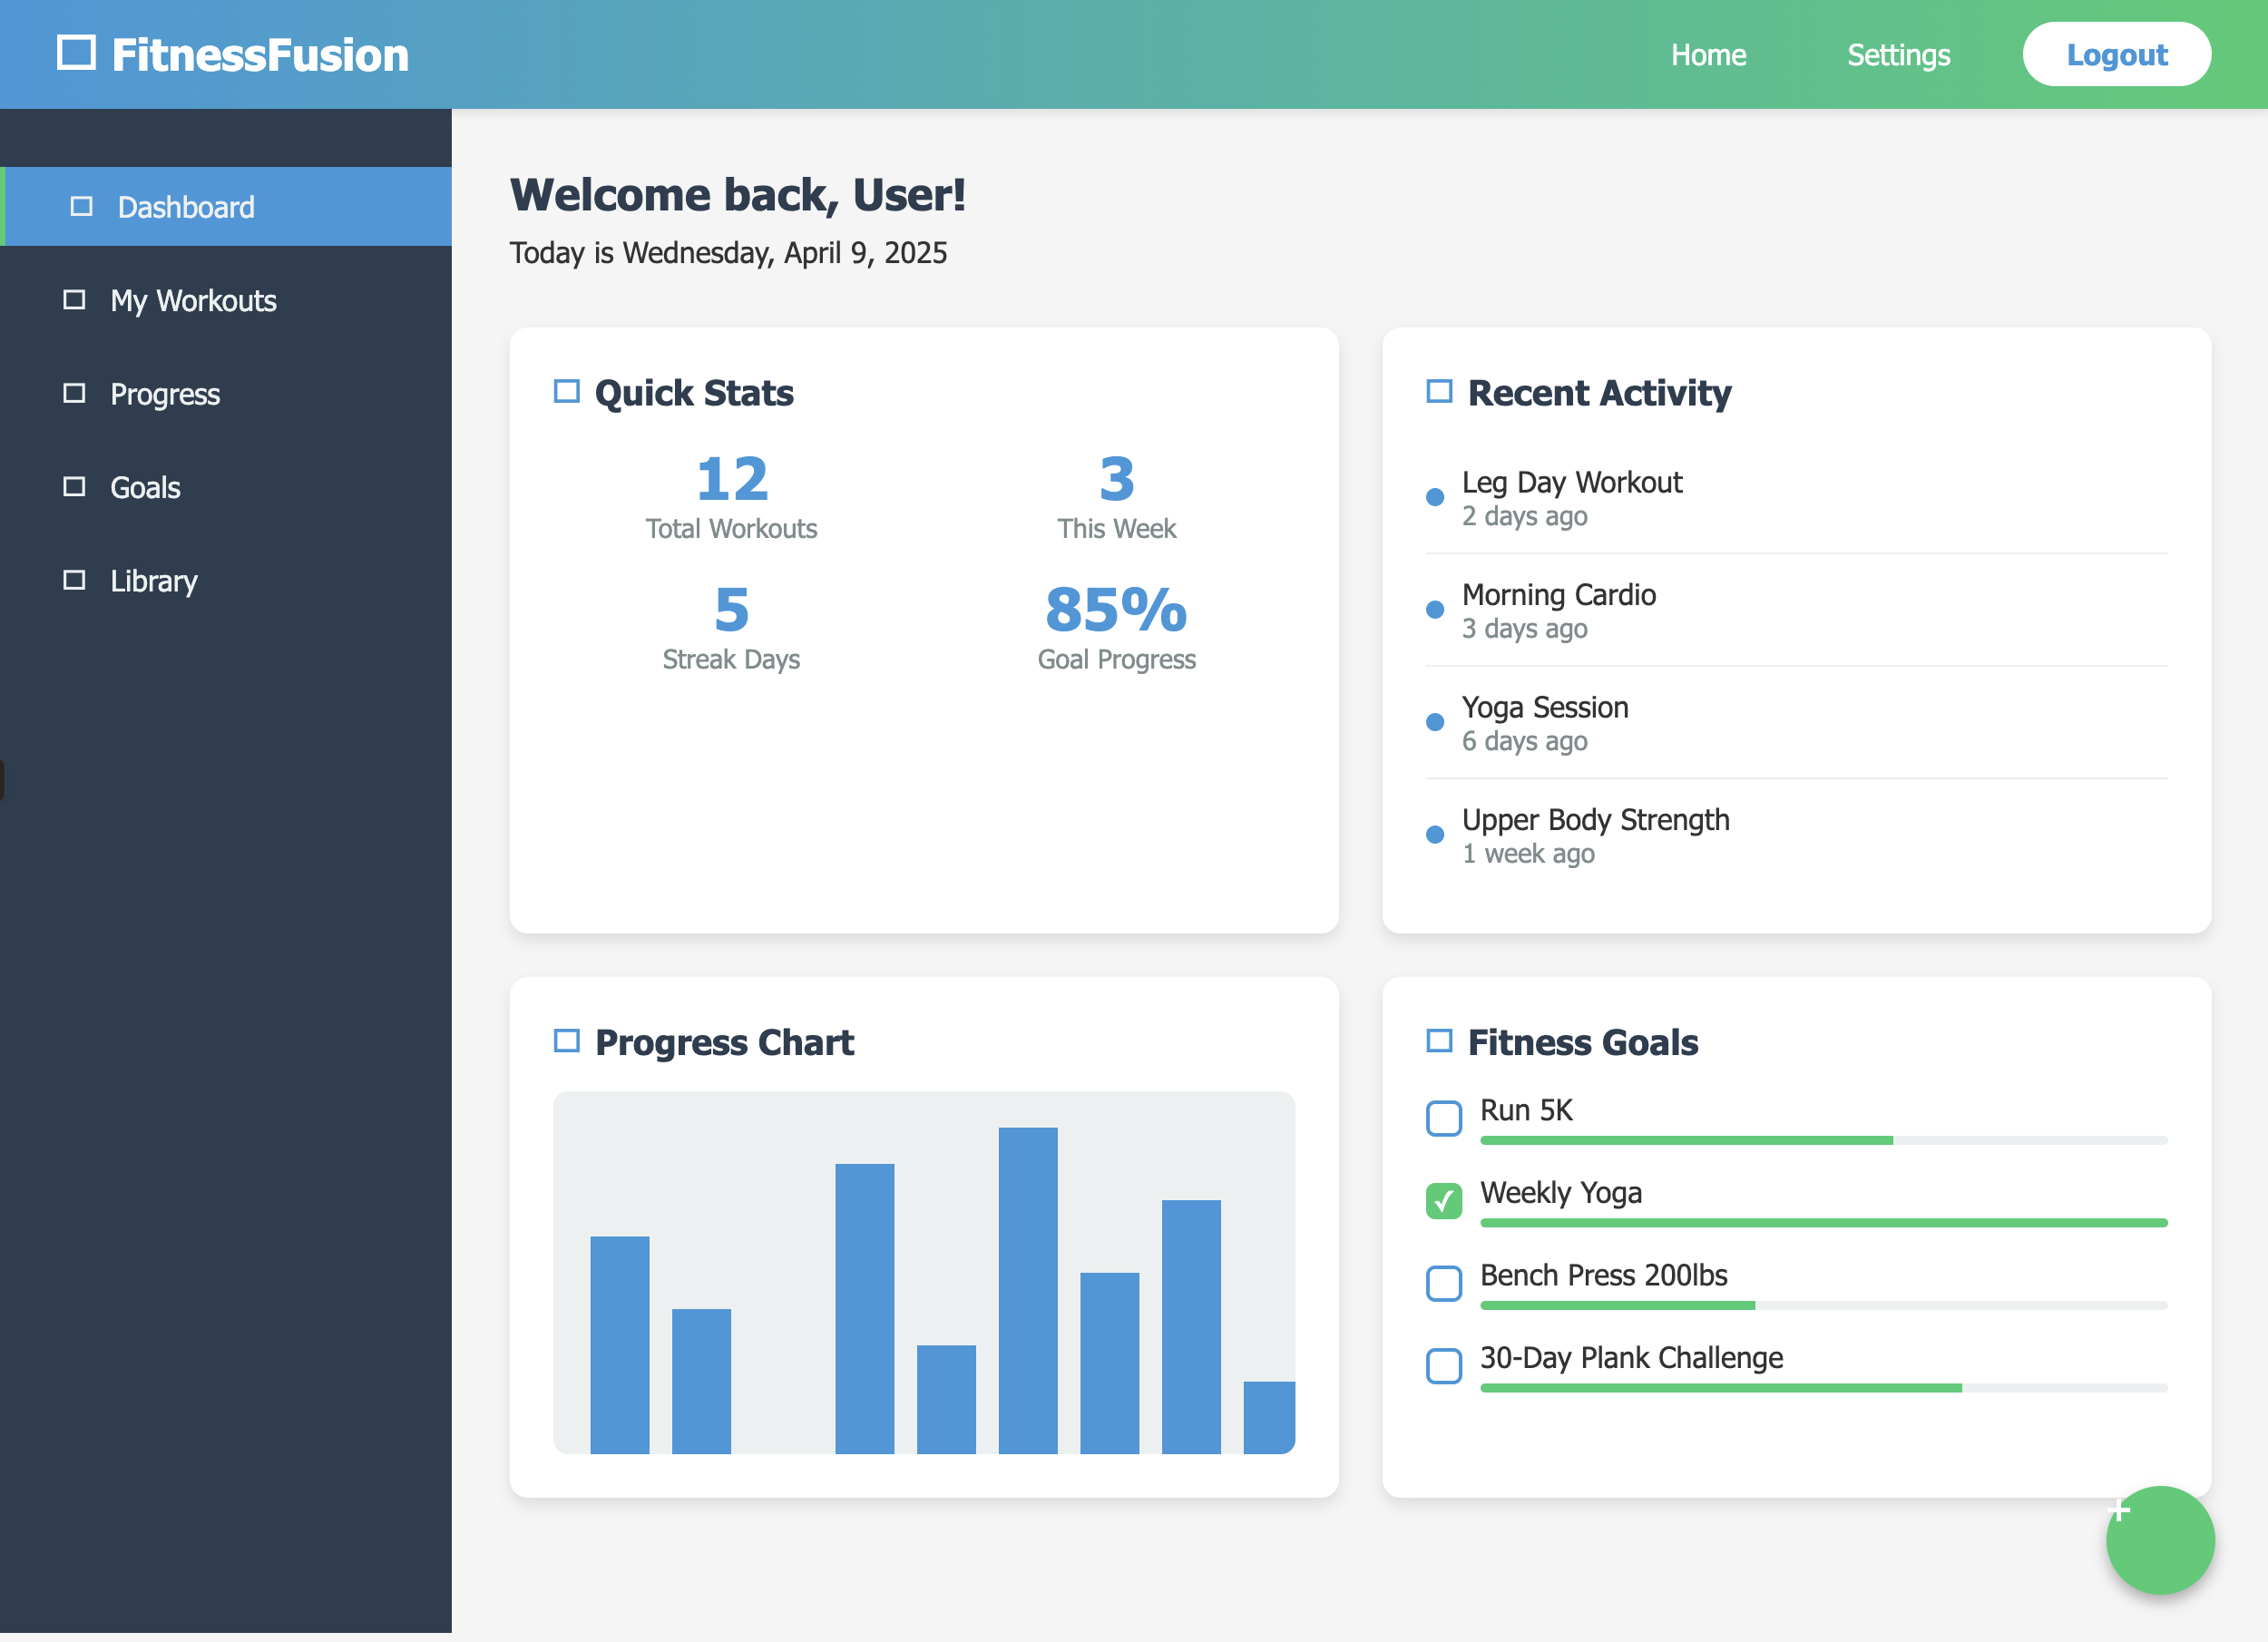 FitnessFusion
Home
Settings
Logout
Dashboard
My Workouts
Progress
Goals
Library
Welcome back, User!
Today is Wednesday, April 9, 2025
Quick Stats
12
Total Workouts
3
This Week
5
Streak Days
85%
Goal Progress
Recent Activity
Leg Day Workout
2 days ago
Morning Cardio
3 days ago
Yoga Session
6 days ago
Upper Body Strength
1 week ago
Progress Chart
Fitness Goals
Run 5K
Weekly Yoga
Bench Press 200lbs
30-Day Plank Challenge
+